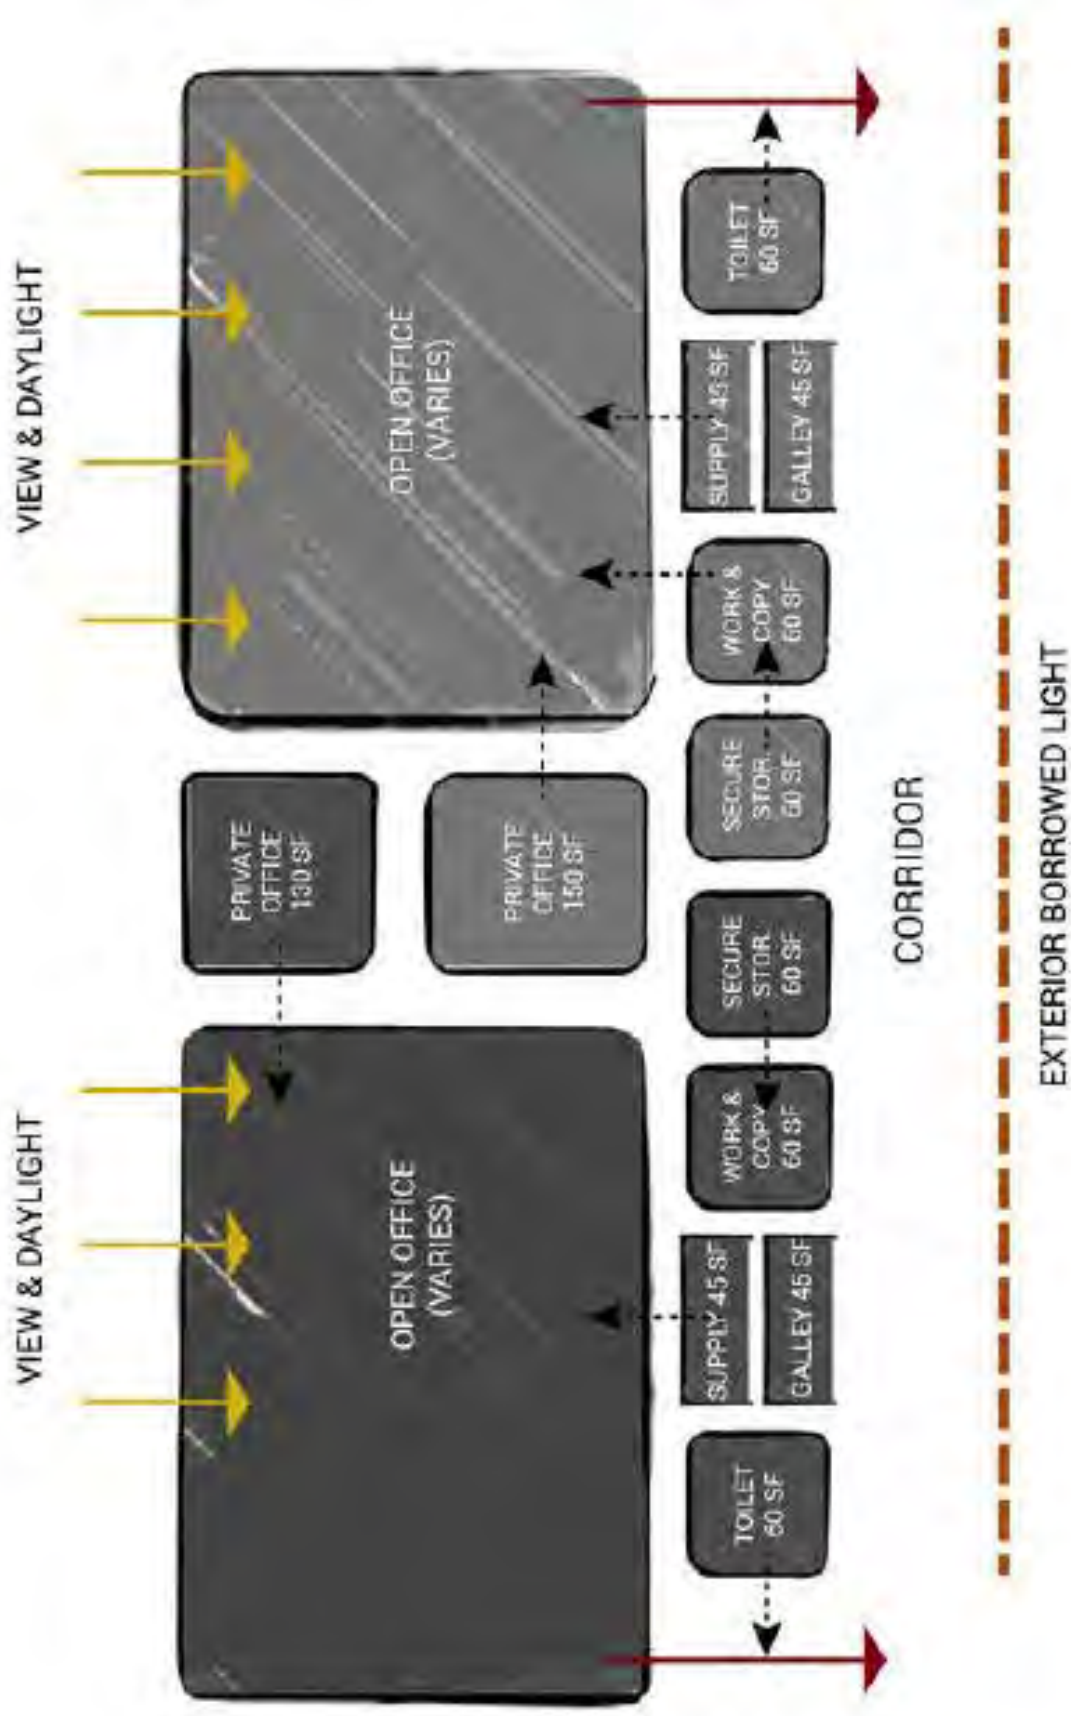 VIEW & DAYLIGHT
VIEW & DAYLIGHT
OPEN OFFICE
(VARIES)
PRIVATE
OFFICE
130 SF
PRIVATE
OFFICE
150 SF
OPEN OFFICE
(VARIES)
TOILET
60 SF
SUPPLY 45 SF
GALLEY 45 SF
WORK &
COPY
60 SF
SECURE
STOR.
60 SF
SECURE
STOR.
60 SF
WORK &
COPY
60 SF
SUPPLY 45 SF
GALLEY 45 SF
TOILET
60 SF
CORRIDOR
EXTERIOR BORROWED LIGHT